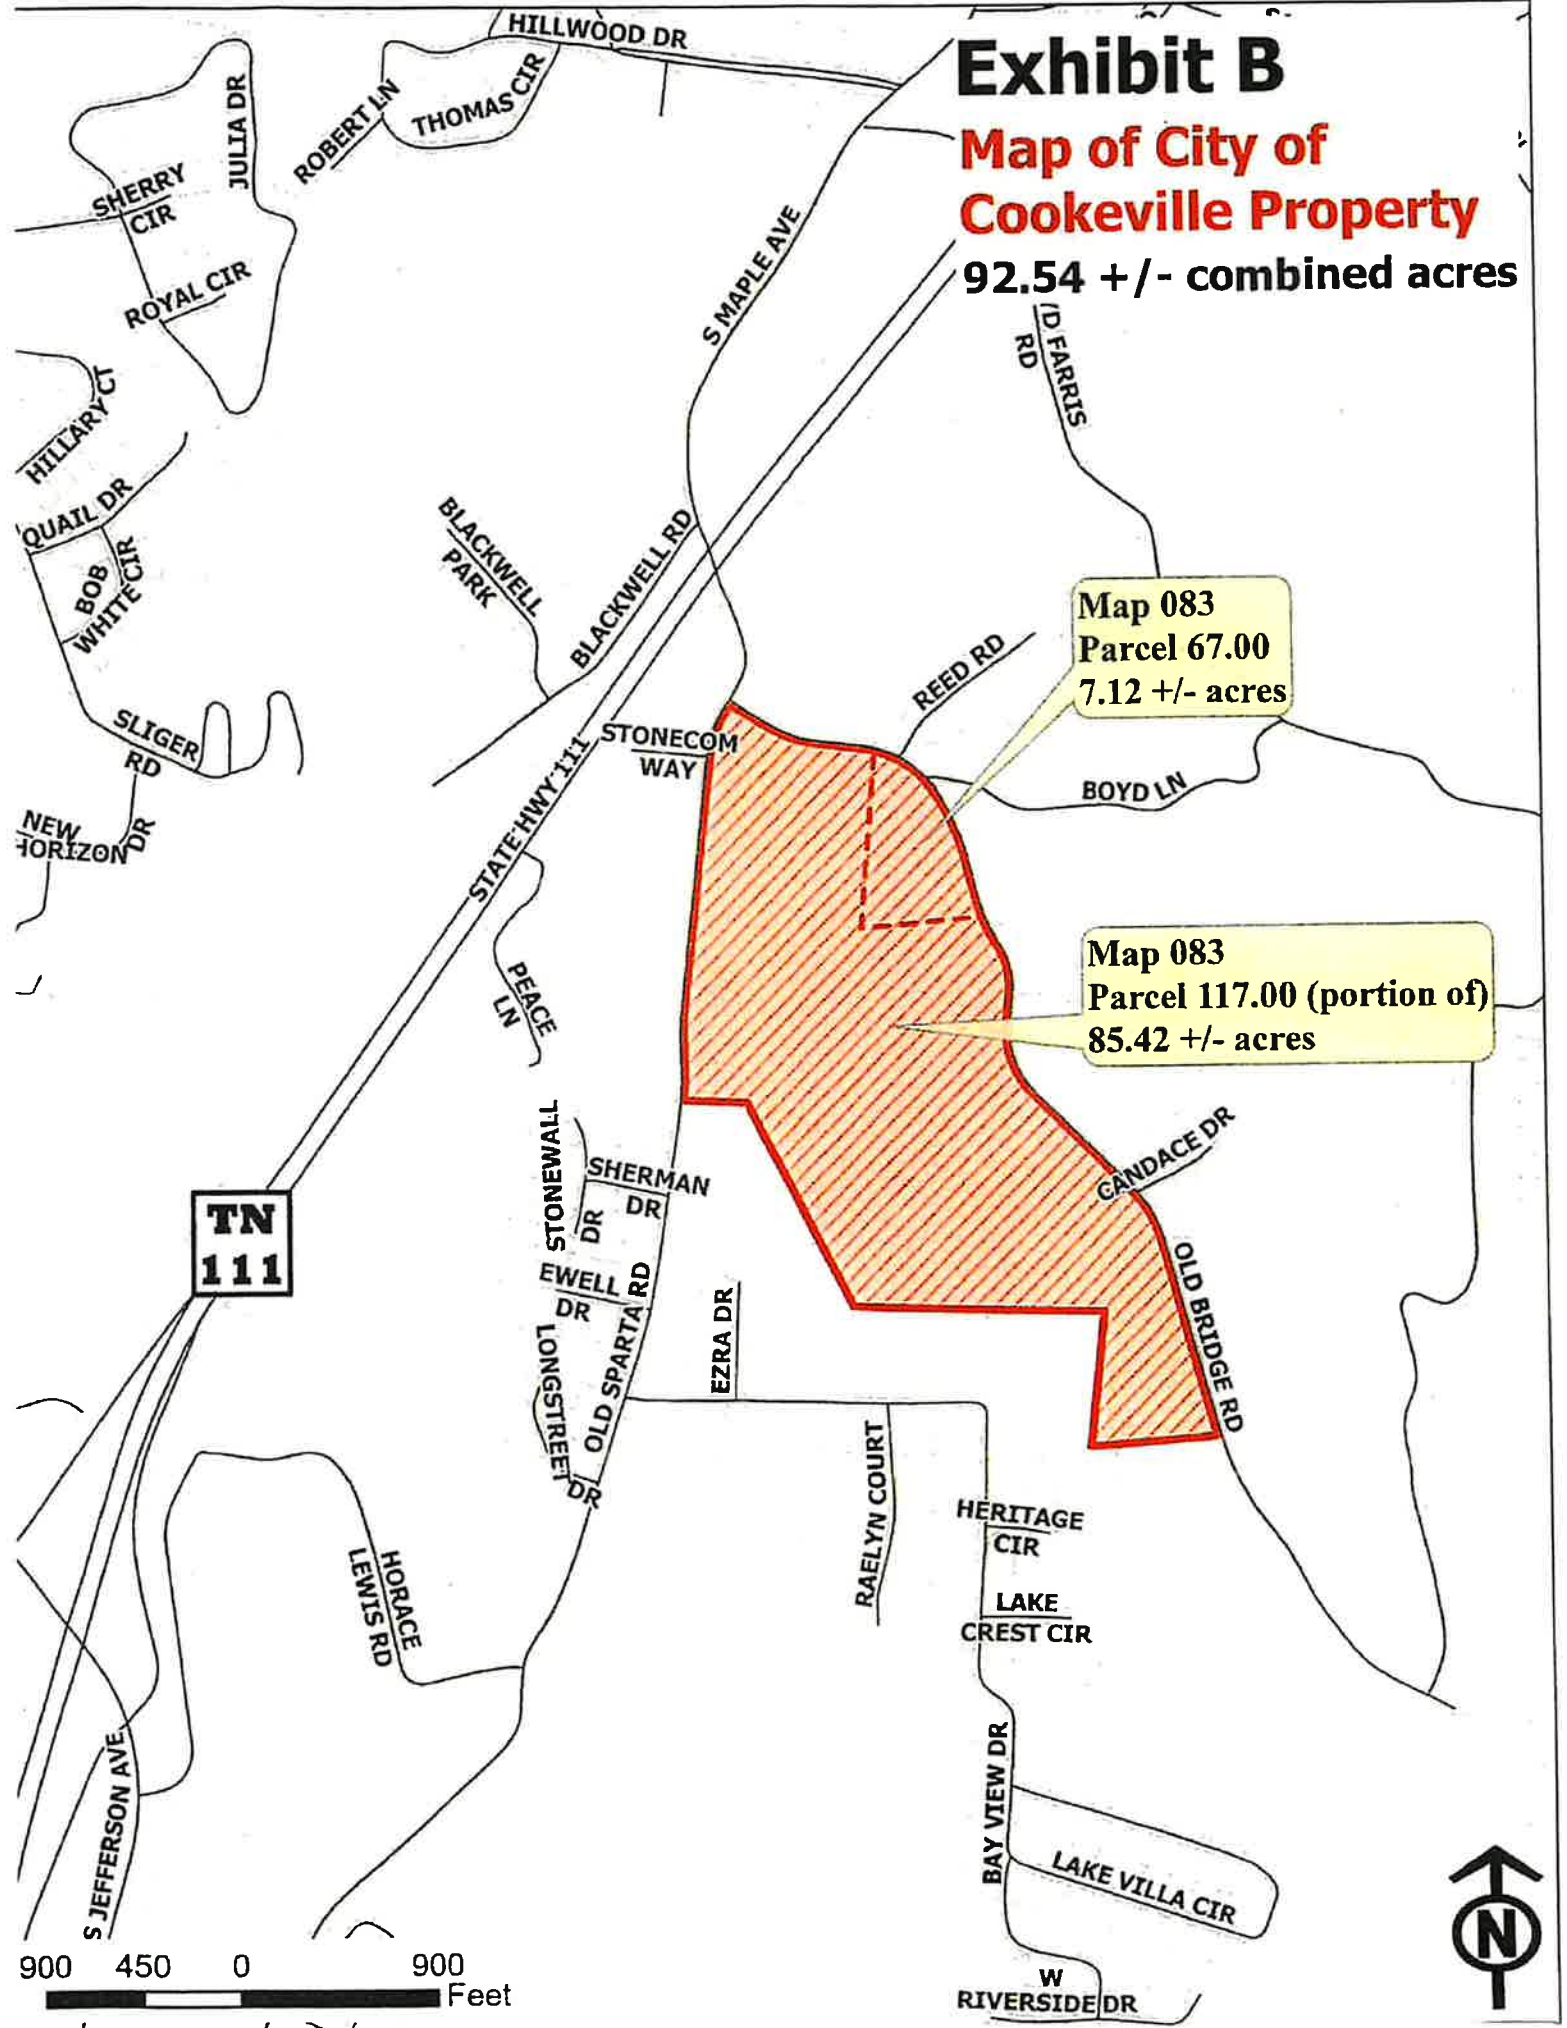 HILLWOOD DR
Exhibit B
Map of City of
Cookeville Property
92.54 +/- combined acres
JULIA DR
ROBERT LN
THOMAS CIR
SHERRY
CIR
ROYAL CIR
S MAPLE AVE
FARRIS
RD
HILLARY CT
QUAIL DR
BOB
WHITE CIR
BLACKWELL
PARK
BLACKWELL RD
Map 083
Parcel 67.00
7.12 +/- acres
REED RD
SLIGER
RD
STONECOM
WAY
BOYD LN
NEW
HORIZON DR
STATE HWY 111
Map 083
Parcel 117.00 (portion of)
85.42 +/- acres
PEACE
LN
CANDACE DR
STONEWALL
DR
SHERMAN
DR
TN
111
EWELL
DR
OLD SPARTA RD
EZRA DR
OLD BRIDGE RD
LONGSTREET
DR
RAELYN COURT
HERITAGE
CIR
HORACE
LEWIS RD
LAKE
CREST CIR
S JEFFERSON AVE
BAY VIEW DR
LAKE VILLA CIR
N
900 450 0 900
Feet
W
RIVERSIDE DR